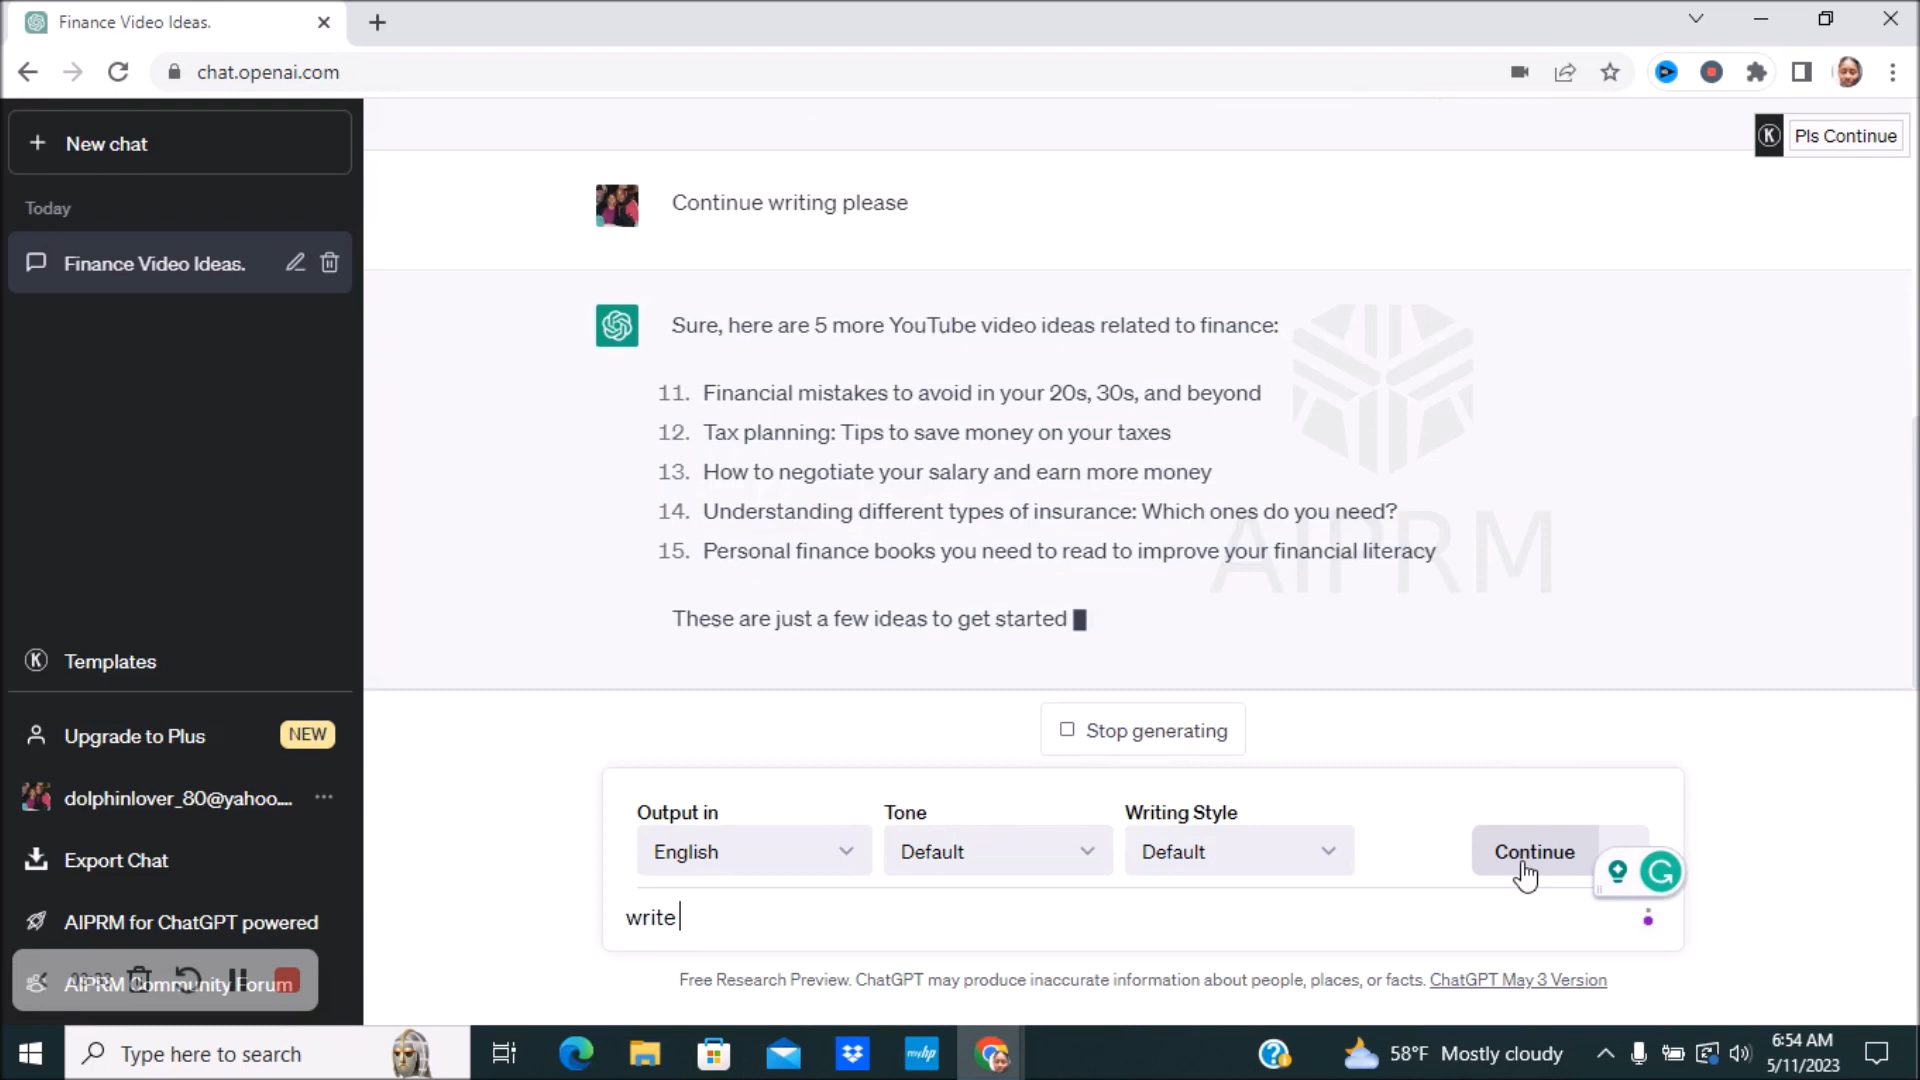 Finance Video Ideas.
chat.openai.com
New chat
Pls Continue
Today
Continue writing please
Finance Video Ideas.
Sure, here are 5 more YouTube video ideas related to finance:
11. Financial mistakes to avoid in your 20s, 30s, and beyond
12. Tax planning: Tips to save money on your taxes
13. How to negotiate your salary and earn more money
14. Understanding different types of insurance: Which ones do you need?
15. Personal finance books you need to read to improve your financial literacy
AIPRM
These are just a few ideas to get started
Templates
Upgrade to Plus NEW
Stop generating
dolphinlover_80@yahoo....
Output in Tone Writing Style
English Default Default Continue
Export Chat
AIPRM for ChatGPT powered
write
AIPRM Community Forum
Free Research Preview. ChatGPT may produce inaccurate information about people, places, or facts. ChatGPT May 3 Version
Type here to search
myhp
58°F Mostly cloudy
6:54 AM
5/11/2023